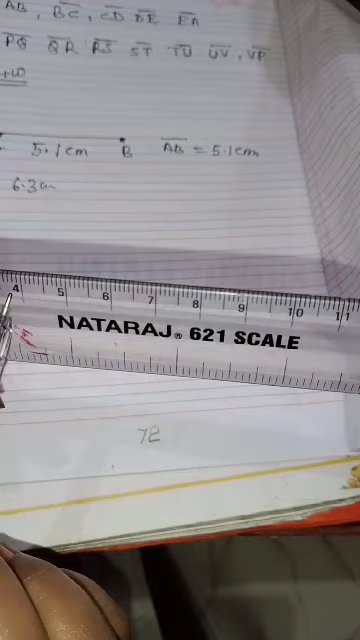 AB, BC, CD DE EA
PQ QR RS ST TU UV, VP
5.1cm B AB = 5.1cm
6.3cm
4 5 6 7 8 9 10 11
NATARAJ® 621 SCALE
72